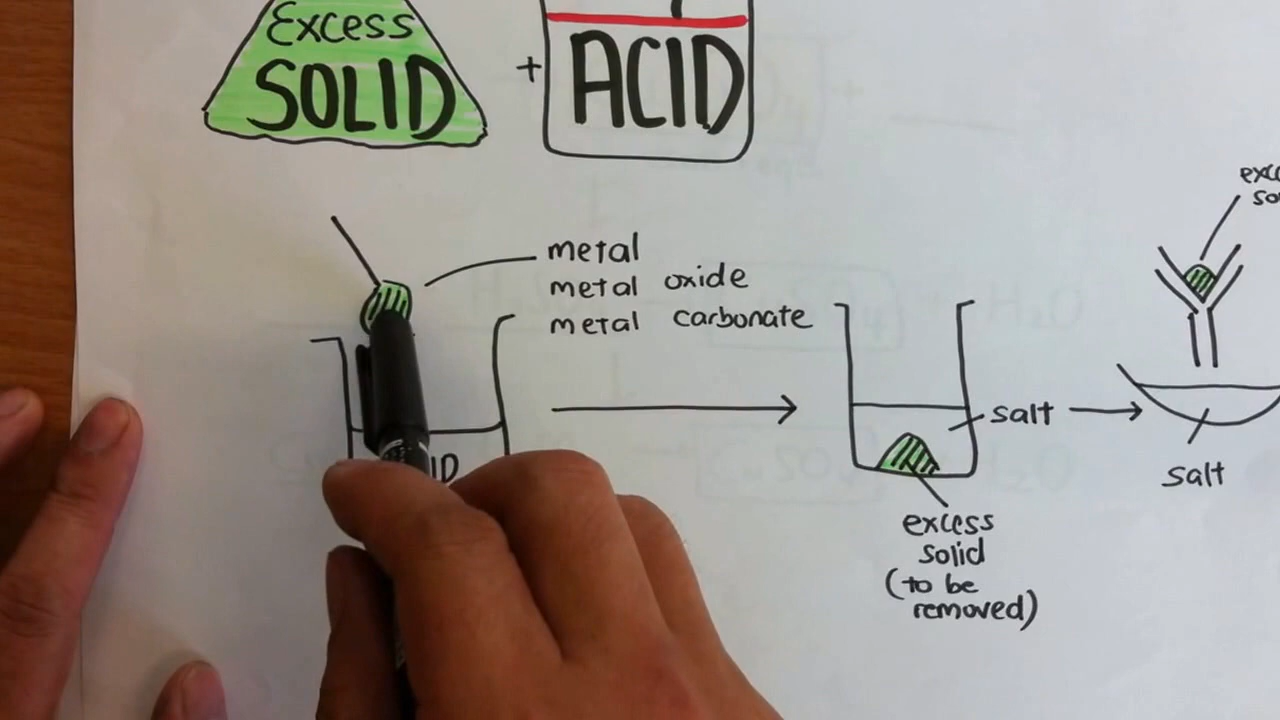 Excess
SOLID
+
ACID
metal
metal oxide
metal carbonate
salt
excess
solid
(to be
removed)
salt